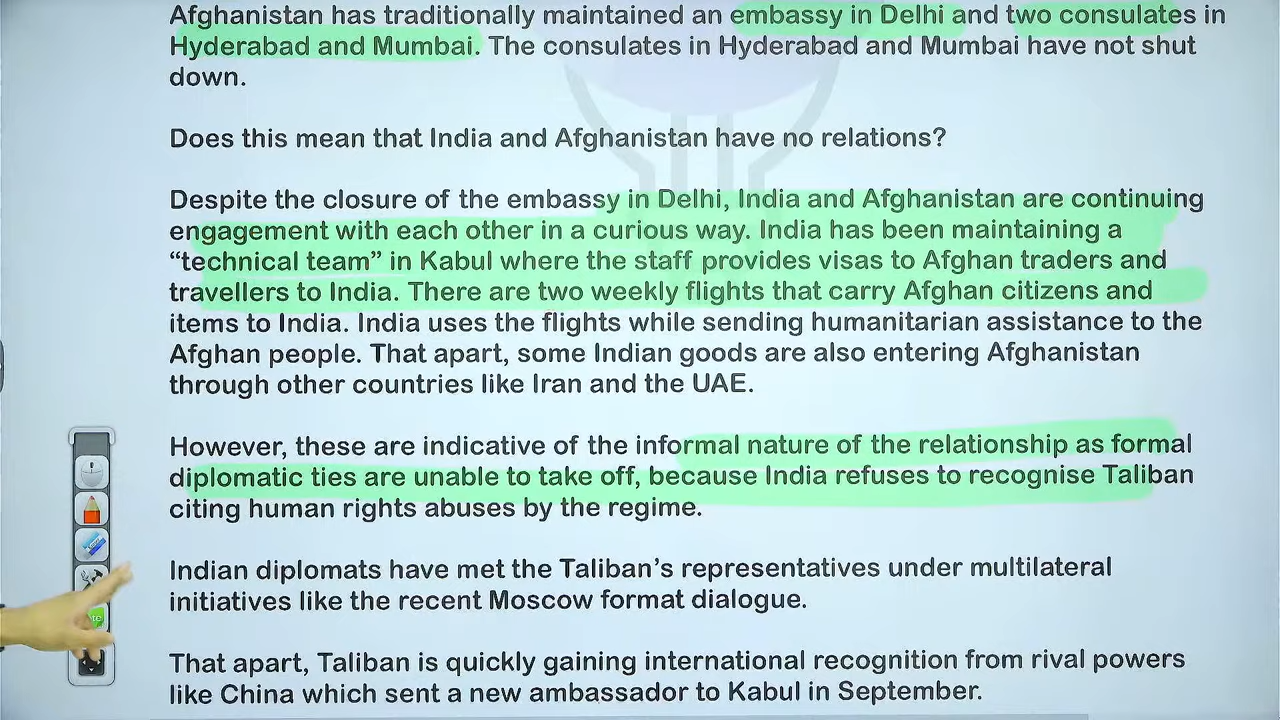 Afghanistan has traditionally maintained an embassy in Delhi and two consulates in
Hyderabad and Mumbai. The consulates in Hyderabad and Mumbai have not shut
down.
Does this mean that India and Afghanistan have no relations?
Despite the closure of the embassy in Delhi, India and Afghanistan are continuing
engagement with each other in a curious way. India has been maintaining a
“technical team” in Kabul where the staff provides visas to Afghan traders and
travellers to India. There are two weekly flights that carry Afghan citizens and
items to India. India uses the flights while sending humanitarian assistance to the
Afghan people. That apart, some Indian goods are also entering Afghanistan
through other countries like Iran and the UAE.
However, these are indicative of the informal nature of the relationship as formal
diplomatic ties are unable to take off, because India refuses to recognise Taliban
citing human rights abuses by the regime.
Indian diplomats have met the Taliban’s representatives under multilateral
initiatives like the recent Moscow format dialogue.
That apart, Taliban is quickly gaining international recognition from rival powers
like China which sent a new ambassador to Kabul in September.